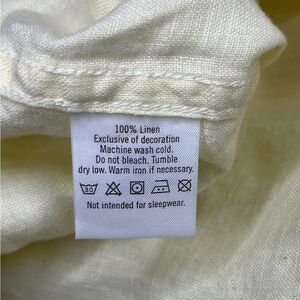 100% Linen
Exclusive of decoration
Machine wash cold.
Do not bleach. Tumble
dry low. Warm iron if necessary.
30
Not intended for sleepwear.